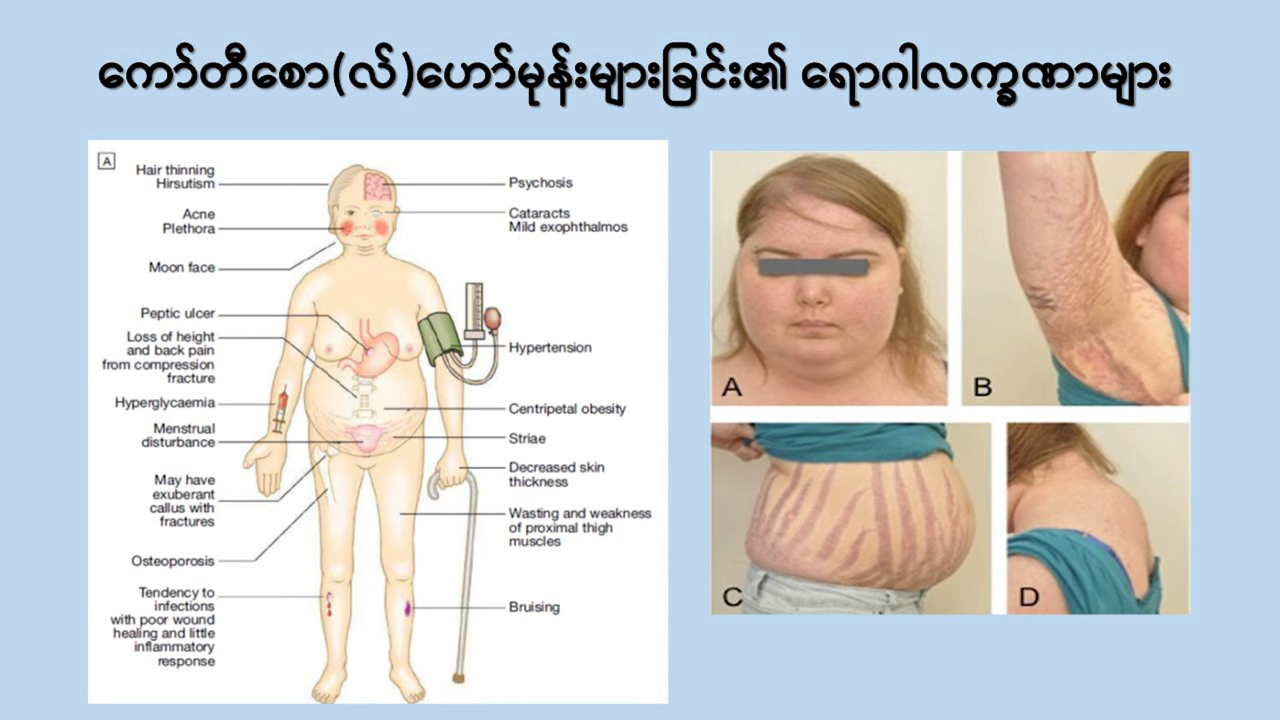 ကော်တီစော(လ်)ဟော်မုန်းများခြင်း၏ ရောဂါလက္ခဏာများ
A
Hair thinning
Hirsutism
Acne
Plethora
Moon face
Peptic ulcer
Loss of height
and back pain
from compression
fracture
Hyperglycaemia
Menstrual
disturbance
May have
exuberant
callus with
fractures
Osteoporosis
Tendency to
infections
with poor wound
healing and little
inflammatory
response
Psychosis
Cataracts
Mild exophthalmos
Hypertension
Centripetal obesity
Striae
Decreased skin
thickness
Wasting and weakness
of proximal thigh
muscles
Bruising
A
B
C
D